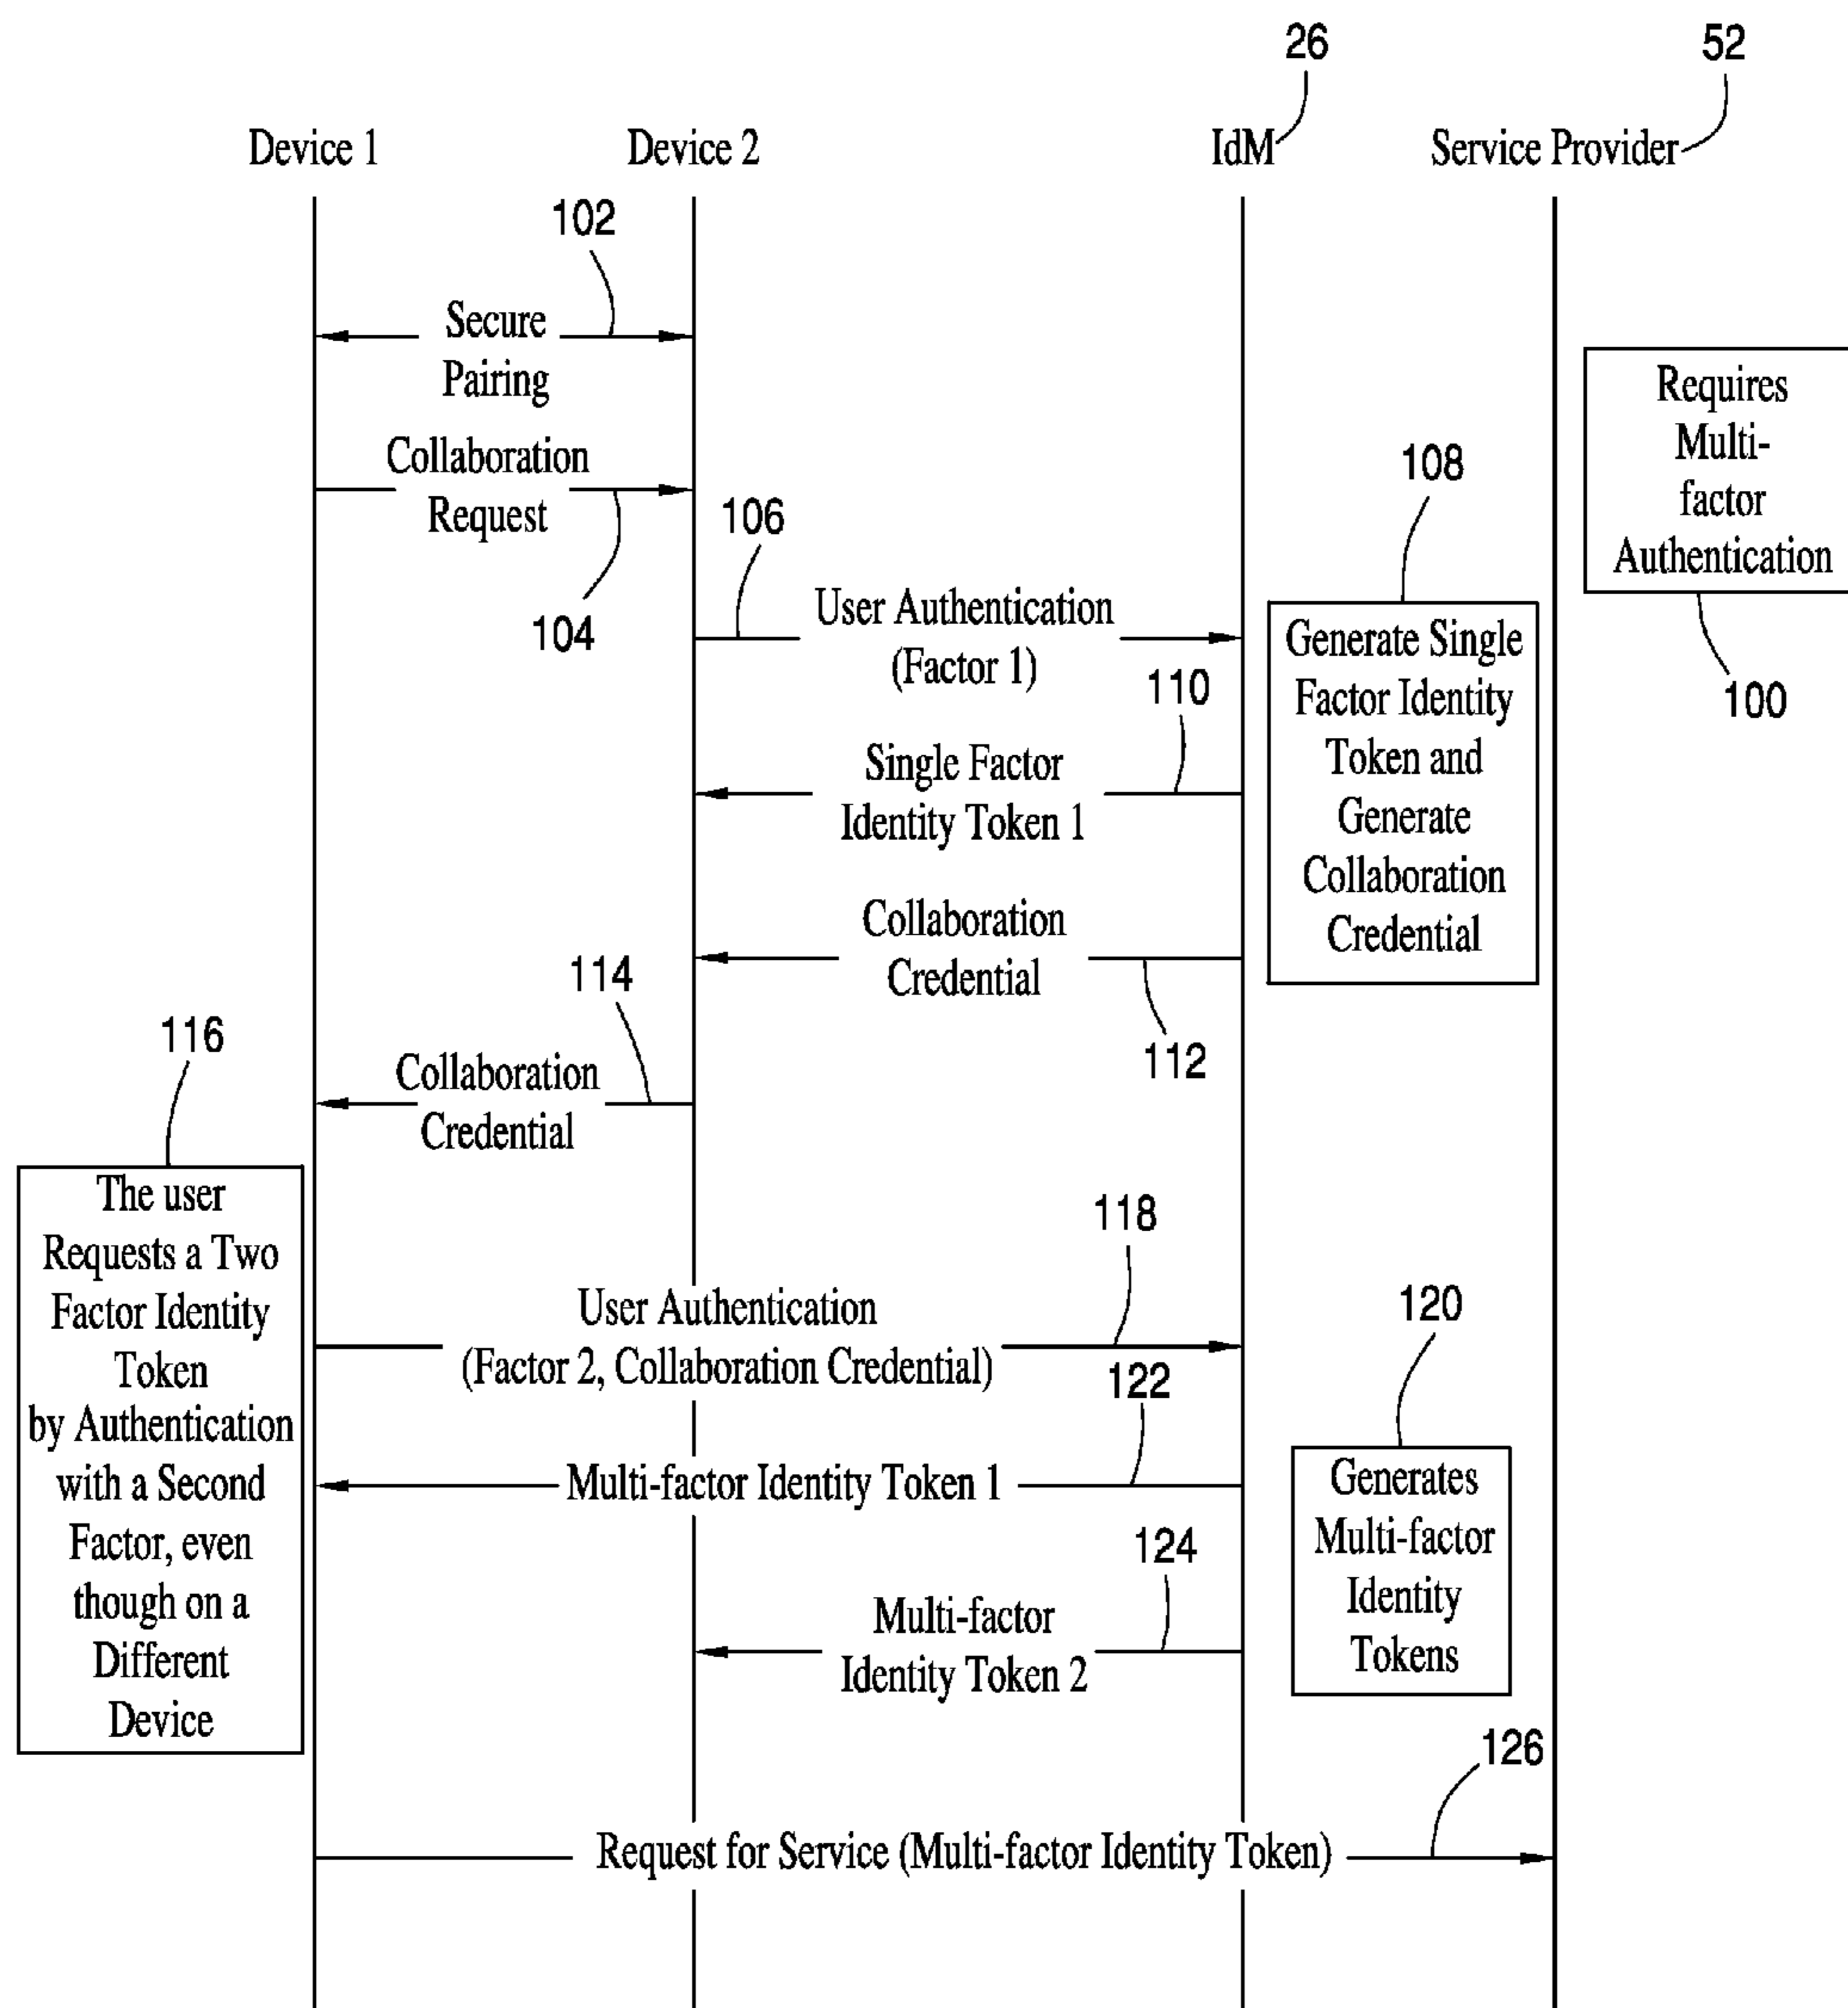 26
52
Device 1
Device 2
IdM
Service Provider
102
Secure
Pairing
Requires
Multi-
factor
Authentication
100
Collaboration
Request
104
106
108
User Authentication
(Factor 1)
Generate Single
Factor Identity
Token and
Generate
Collaboration
Credential
110
Single Factor
Identity Token 1
Collaboration
Credential
112
114
Collaboration
Credential
116
The user
Requests a Two
Factor Identity
Token
by Authentication
with a Second
Factor, even
though on a
Different
Device
118
User Authentication
(Factor 2, Collaboration Credential)
120
Generates
Multi-factor
Identity
Tokens
122
Multi-factor Identity Token 1
124
Multi-factor
Identity Token 2
126
Request for Service (Multi-factor Identity Token)